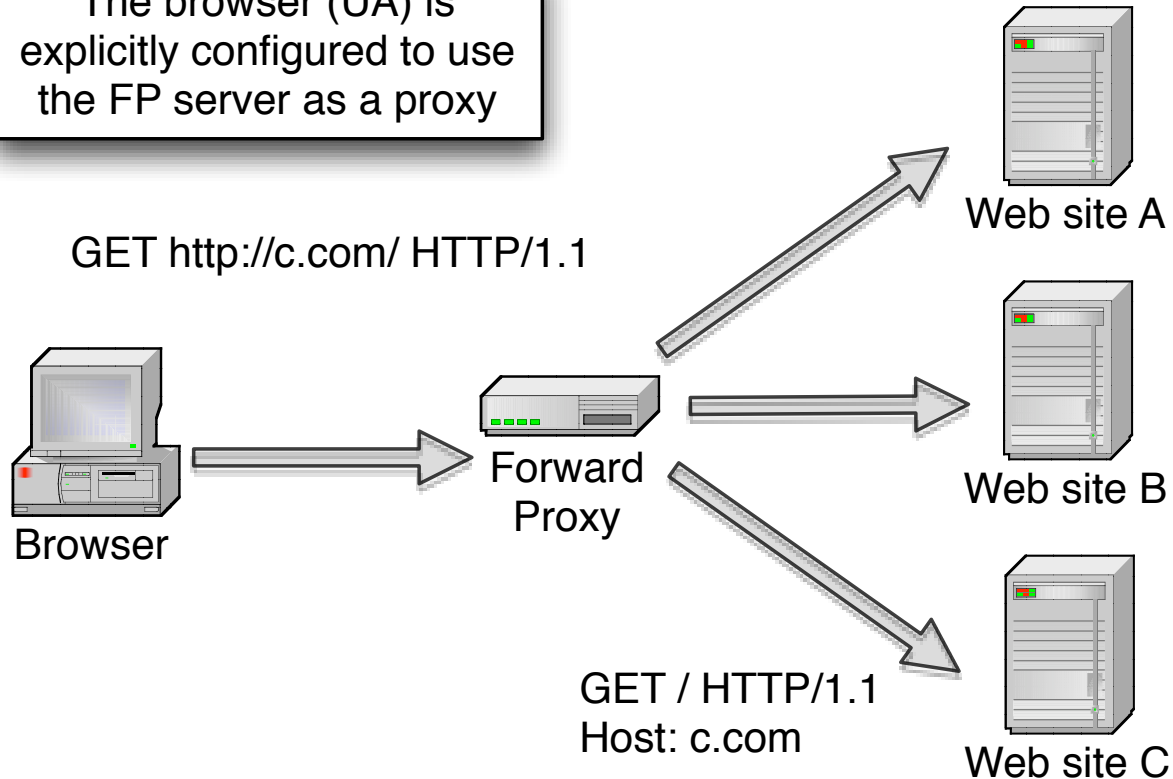 The browser (UA) is
explicitly configured to use
the FP server as a proxy
GET http://c.com/ HTTP/1.1
Browser
Forward
Proxy
Web site A
Web site B
GET / HTTP/1.1
Host: c.com
Web site C